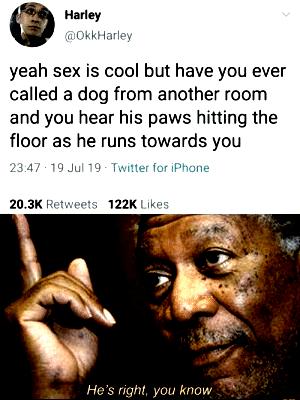 Harley
@OkkHarley
yeah sex is cool but have you ever
called a dog from another room
and you hear his paws hitting the
floor as he runs towards you
23:47 · 19 Jul 19 · Twitter for iPhone
20.3K Retweets 122K Likes
He's right, you know